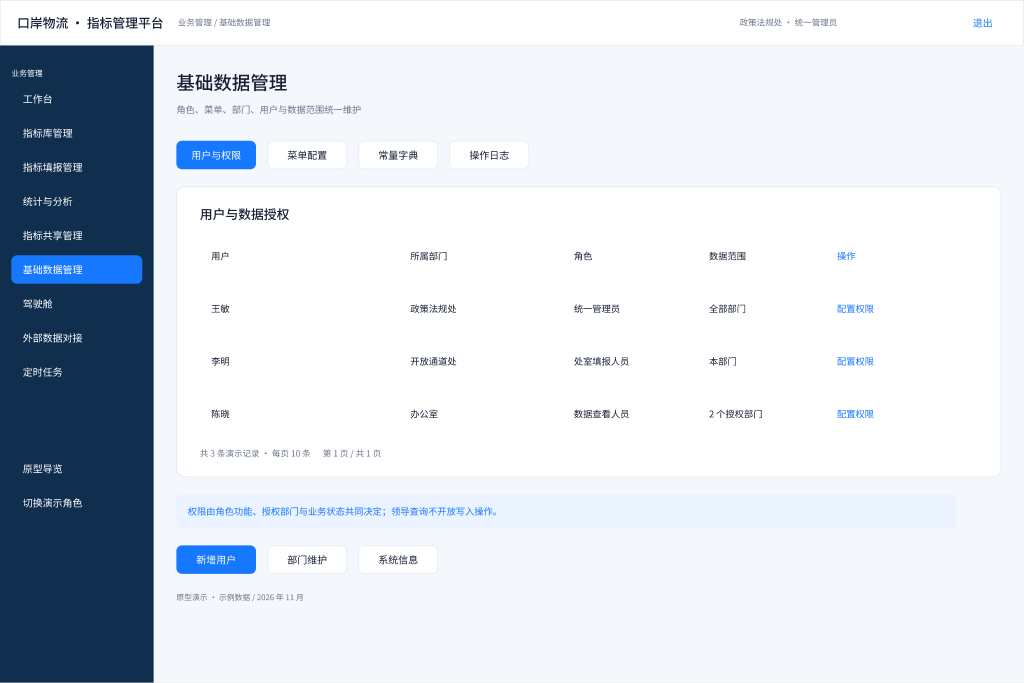 口岸物流 · 指标管理平台
业务管理 / 基础数据管理
政策法规处 · 统一管理员
退出
业务管理
工作台
指标库管理
指标填报管理
统计与分析
指标共享管理
基础数据管理
驾驶舱
外部数据对接
定时任务
原型导览
切换演示角色
基础数据管理
角色、菜单、部门、用户与数据范围统一维护
用户与权限 菜单配置 常量字典 操作日志
用户与数据授权
用户 所属部门 角色 数据范围 操作
王敏 政策法规处 统一管理员 全部部门 配置权限
李明 开放通道处 处室填报人员 本部门 配置权限
陈晓 办公室 数据查看人员 2 个授权部门 配置权限
共 3 条演示记录 · 每页 10 条 第 1 页 / 共 1 页
权限由角色功能、授权部门与业务状态共同决定；领导查询不开放写入操作。
新增用户 部门维护 系统信息
原型演示 · 示例数据 / 2026 年 11 月